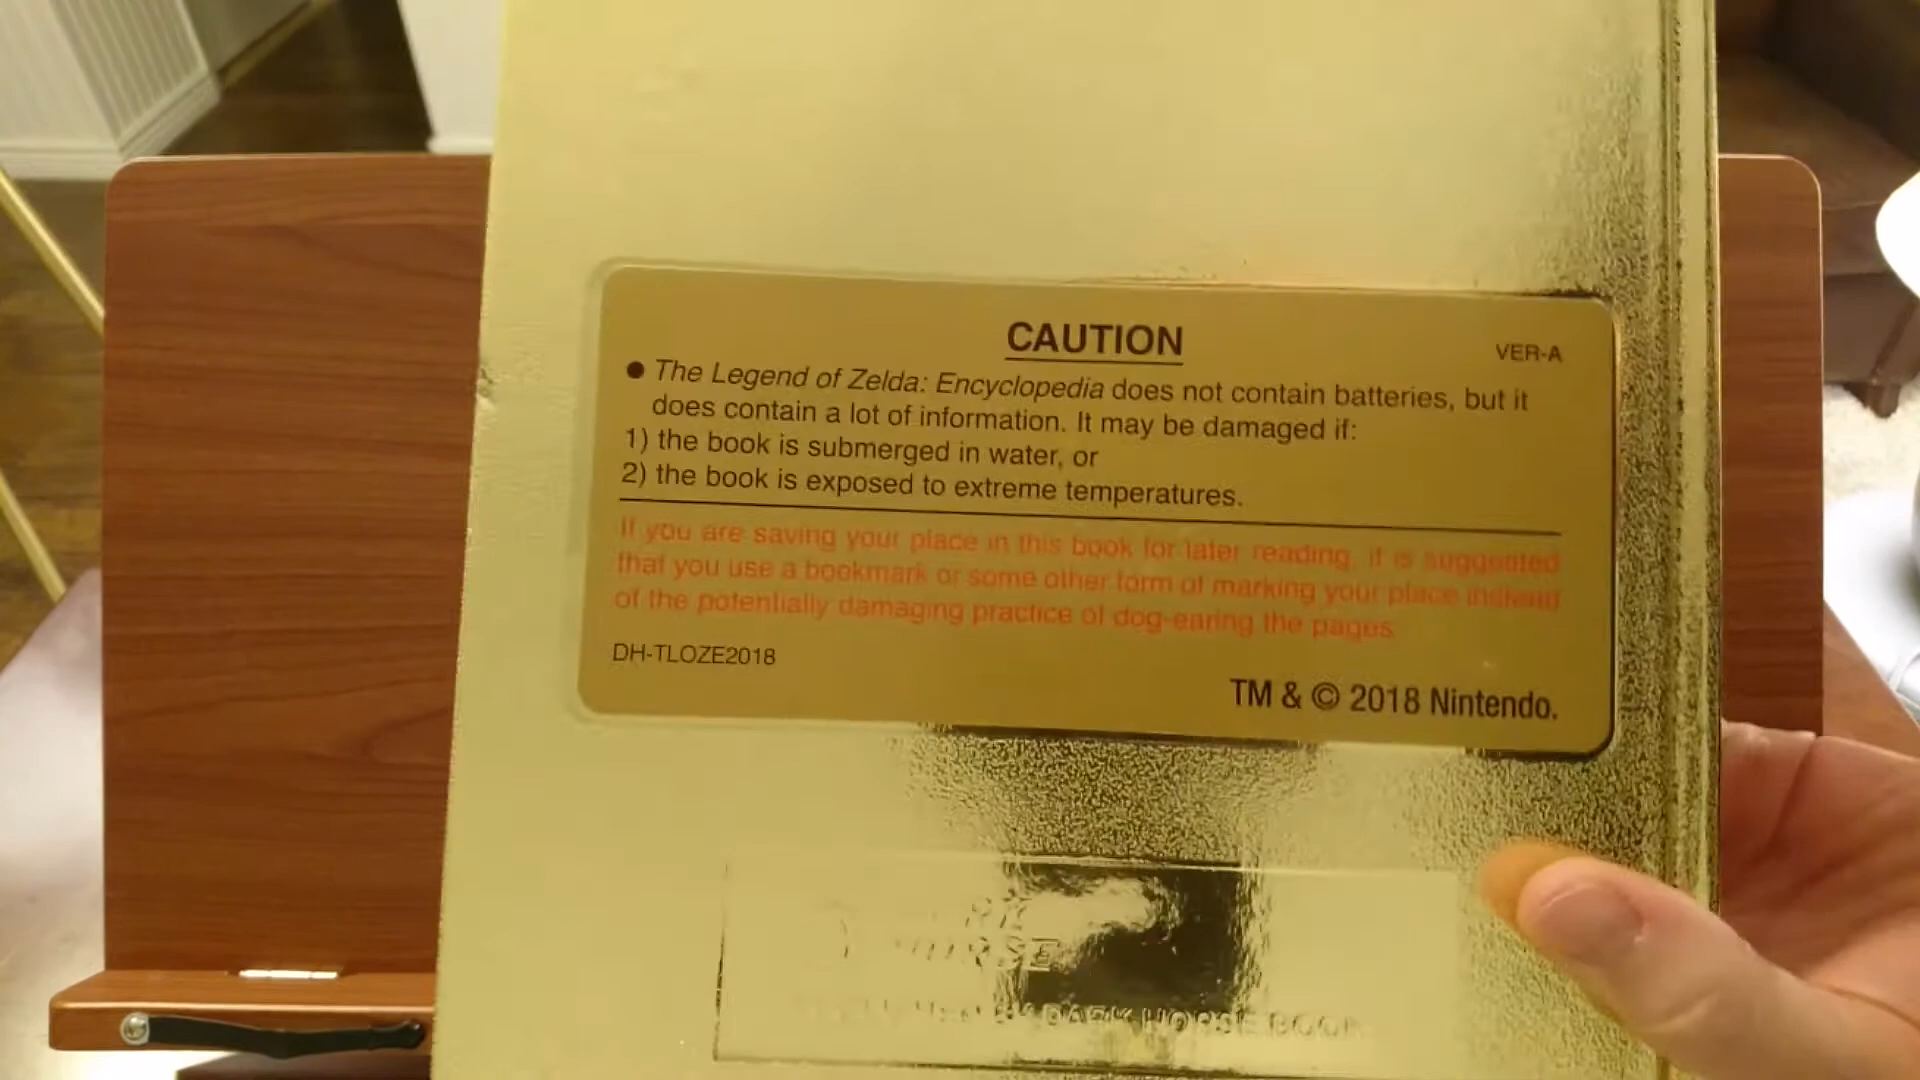 CAUTION
VER-A
● The Legend of Zelda: Encyclopedia does not contain batteries, but it
does contain a lot of information. It may be damaged if:
1) the book is submerged in water, or
2) the book is exposed to extreme temperatures.
If you are saving your place in this book for later reading, it is suggested
that you use a bookmark or some other form of marking your place instead
of the potentially damaging practice of dog-earing the pages.
DH-TLOZE2018
TM & © 2018 Nintendo.
DARK HORSE